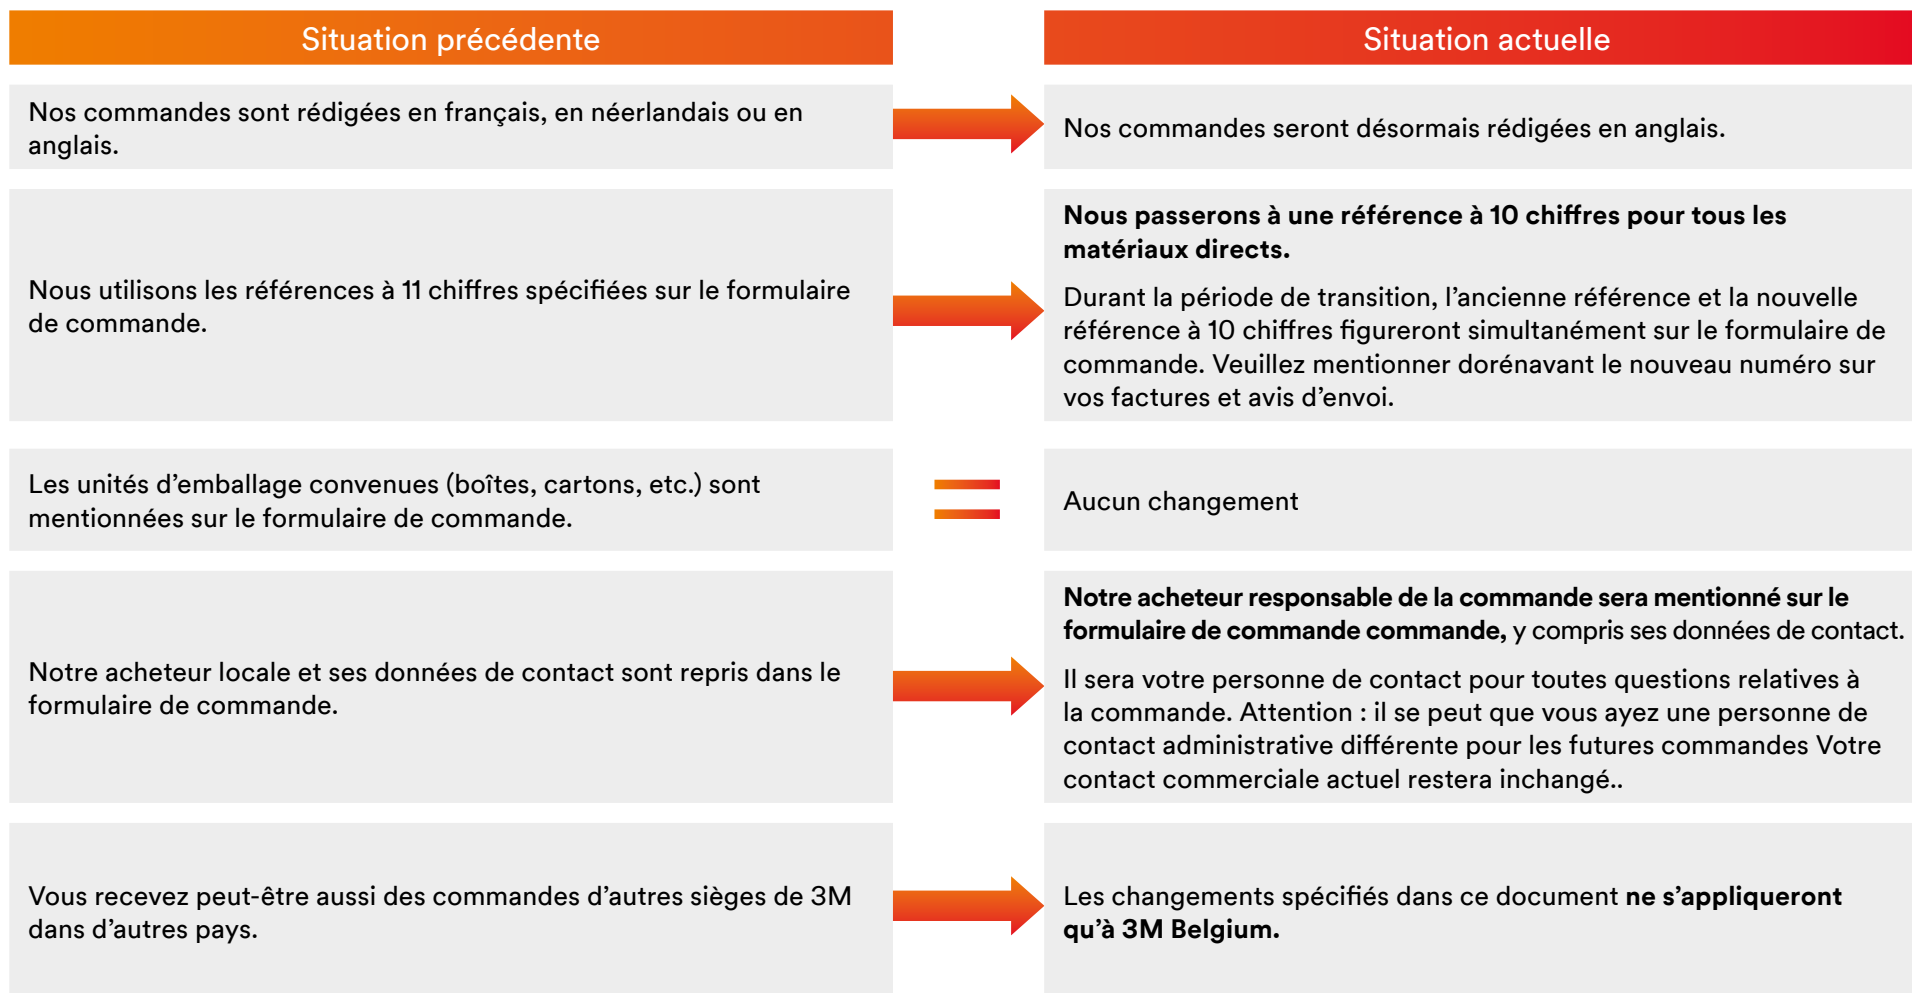 Situation précédente
Situation actuelle
Nos commandes sont rédigées en français, en néerlandais ou en
anglais.
Nos commandes seront désormais rédigées en anglais.
Nous utilisons les références à 11 chiffres spécifiées sur le formulaire
de commande.
Nous passerons à une référence à 10 chiffres pour tous les
matériaux directs.
Durant la période de transition, l’ancienne référence et la nouvelle
référence à 10 chiffres figureront simultanément sur le formulaire de
commande. Veuillez mentionner dorénavant le nouveau numéro sur
vos factures et avis d’envoi.
Les unités d’emballage convenues (boîtes, cartons, etc.) sont
mentionnées sur le formulaire de commande.
Aucun changement
Notre acheteur locale et ses données de contact sont repris dans le
formulaire de commande.
Notre acheteur responsable de la commande sera mentionné sur le
formulaire de commande commande, y compris ses données de contact.
Il sera votre personne de contact pour toutes questions relatives à
la commande. Attention : il se peut que vous ayez une personne de
contact administrative différente pour les futures commandes Votre
contact commerciale actuel restera inchangé..
Vous recevez peut-être aussi des commandes d’autres sièges de 3M
dans d’autres pays.
Les changements spécifiés dans ce document ne s’appliqueront
qu’à 3M Belgium.